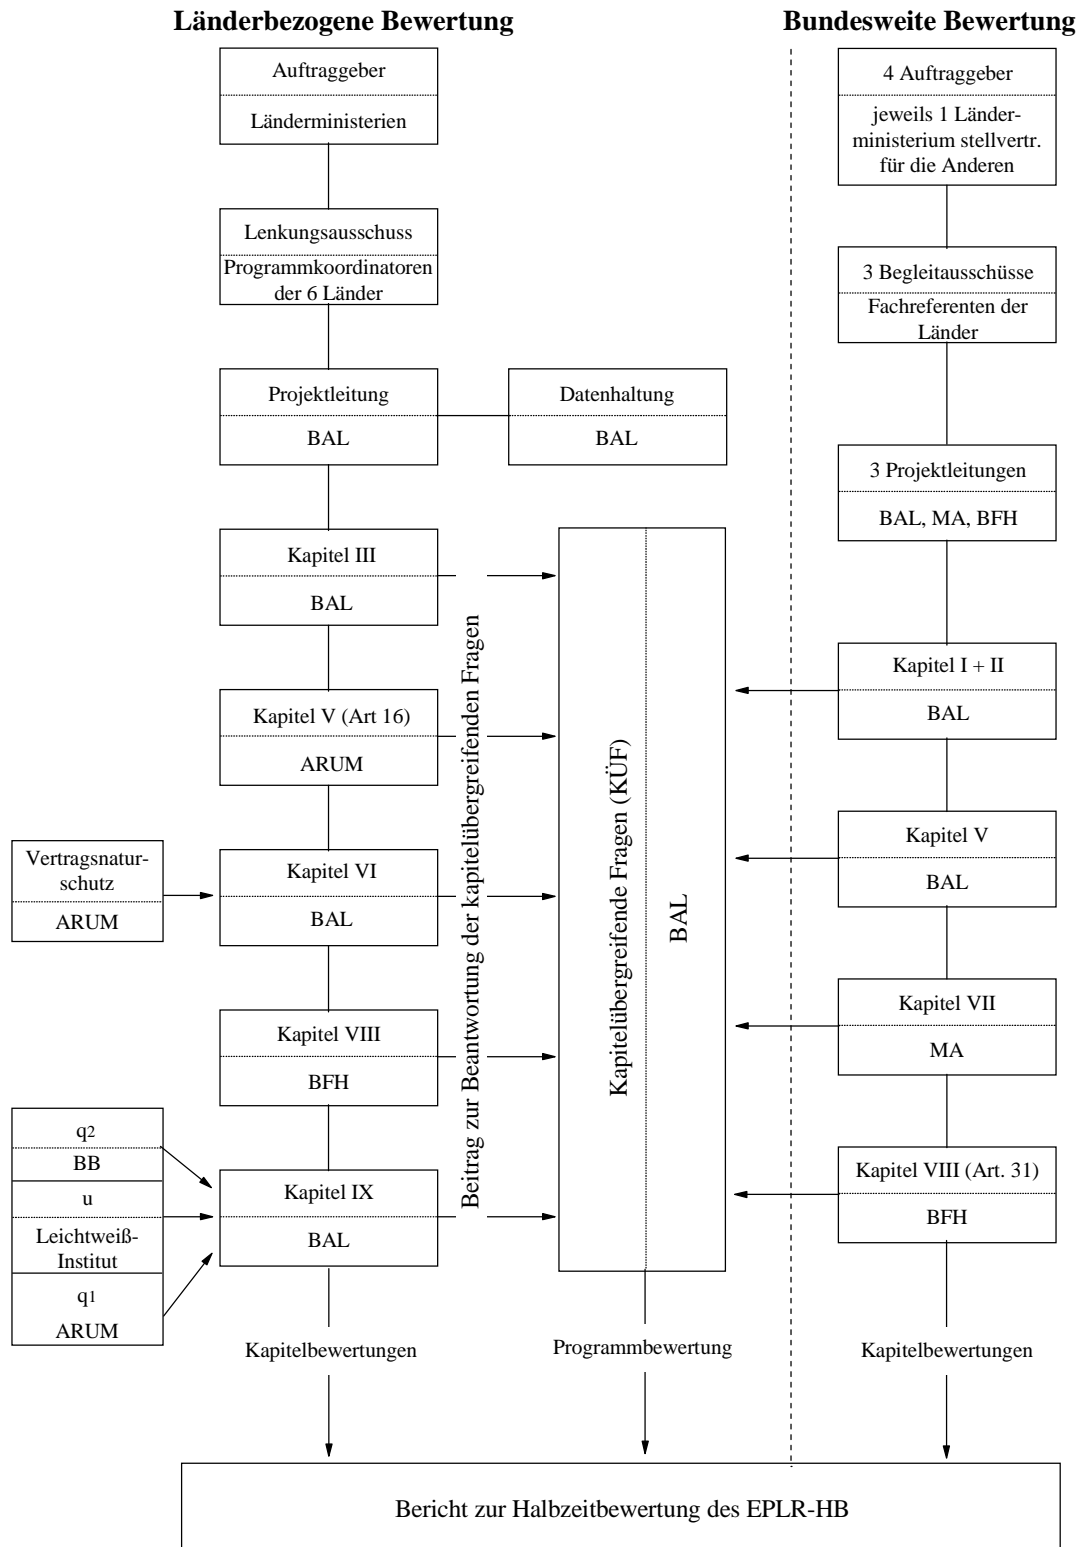 Länderbezogene Bewertung
Bundesweite Bewertung
Auftraggeber
Länderministerien
Lenkungsausschuss
Programmkoordinatoren
der 6 Länder
Projektleitung
BAL
Datenhaltung
BAL
Kapitel III
BAL
Kapitel V (Art 16)
ARUM
Vertragsnatur-
schutz
ARUM
Kapitel VI
BAL
Kapitel VIII
BFH
q2
BB
u
Leichtweiß-
Institut
q1
ARUM
Kapitel IX
BAL
Beitrag zur Beantwortung der kapitelübergreifenden Fragen
Kapitelübergreifende Fragen (KÜF)
BAL
4 Auftraggeber
jeweils 1 Länder-
ministerium stellvertr.
für die Anderen
3 Begleitausschüsse
Fachreferenten der
Länder
3 Projektleitungen
BAL, MA, BFH
Kapitel I + II
BAL
Kapitel V
BAL
Kapitel VII
MA
Kapitel VIII (Art. 31)
BFH
Kapitelbewertungen
Programmbewertung
Kapitelbewertungen
Bericht zur Halbzeitbewertung des EPLR-HB